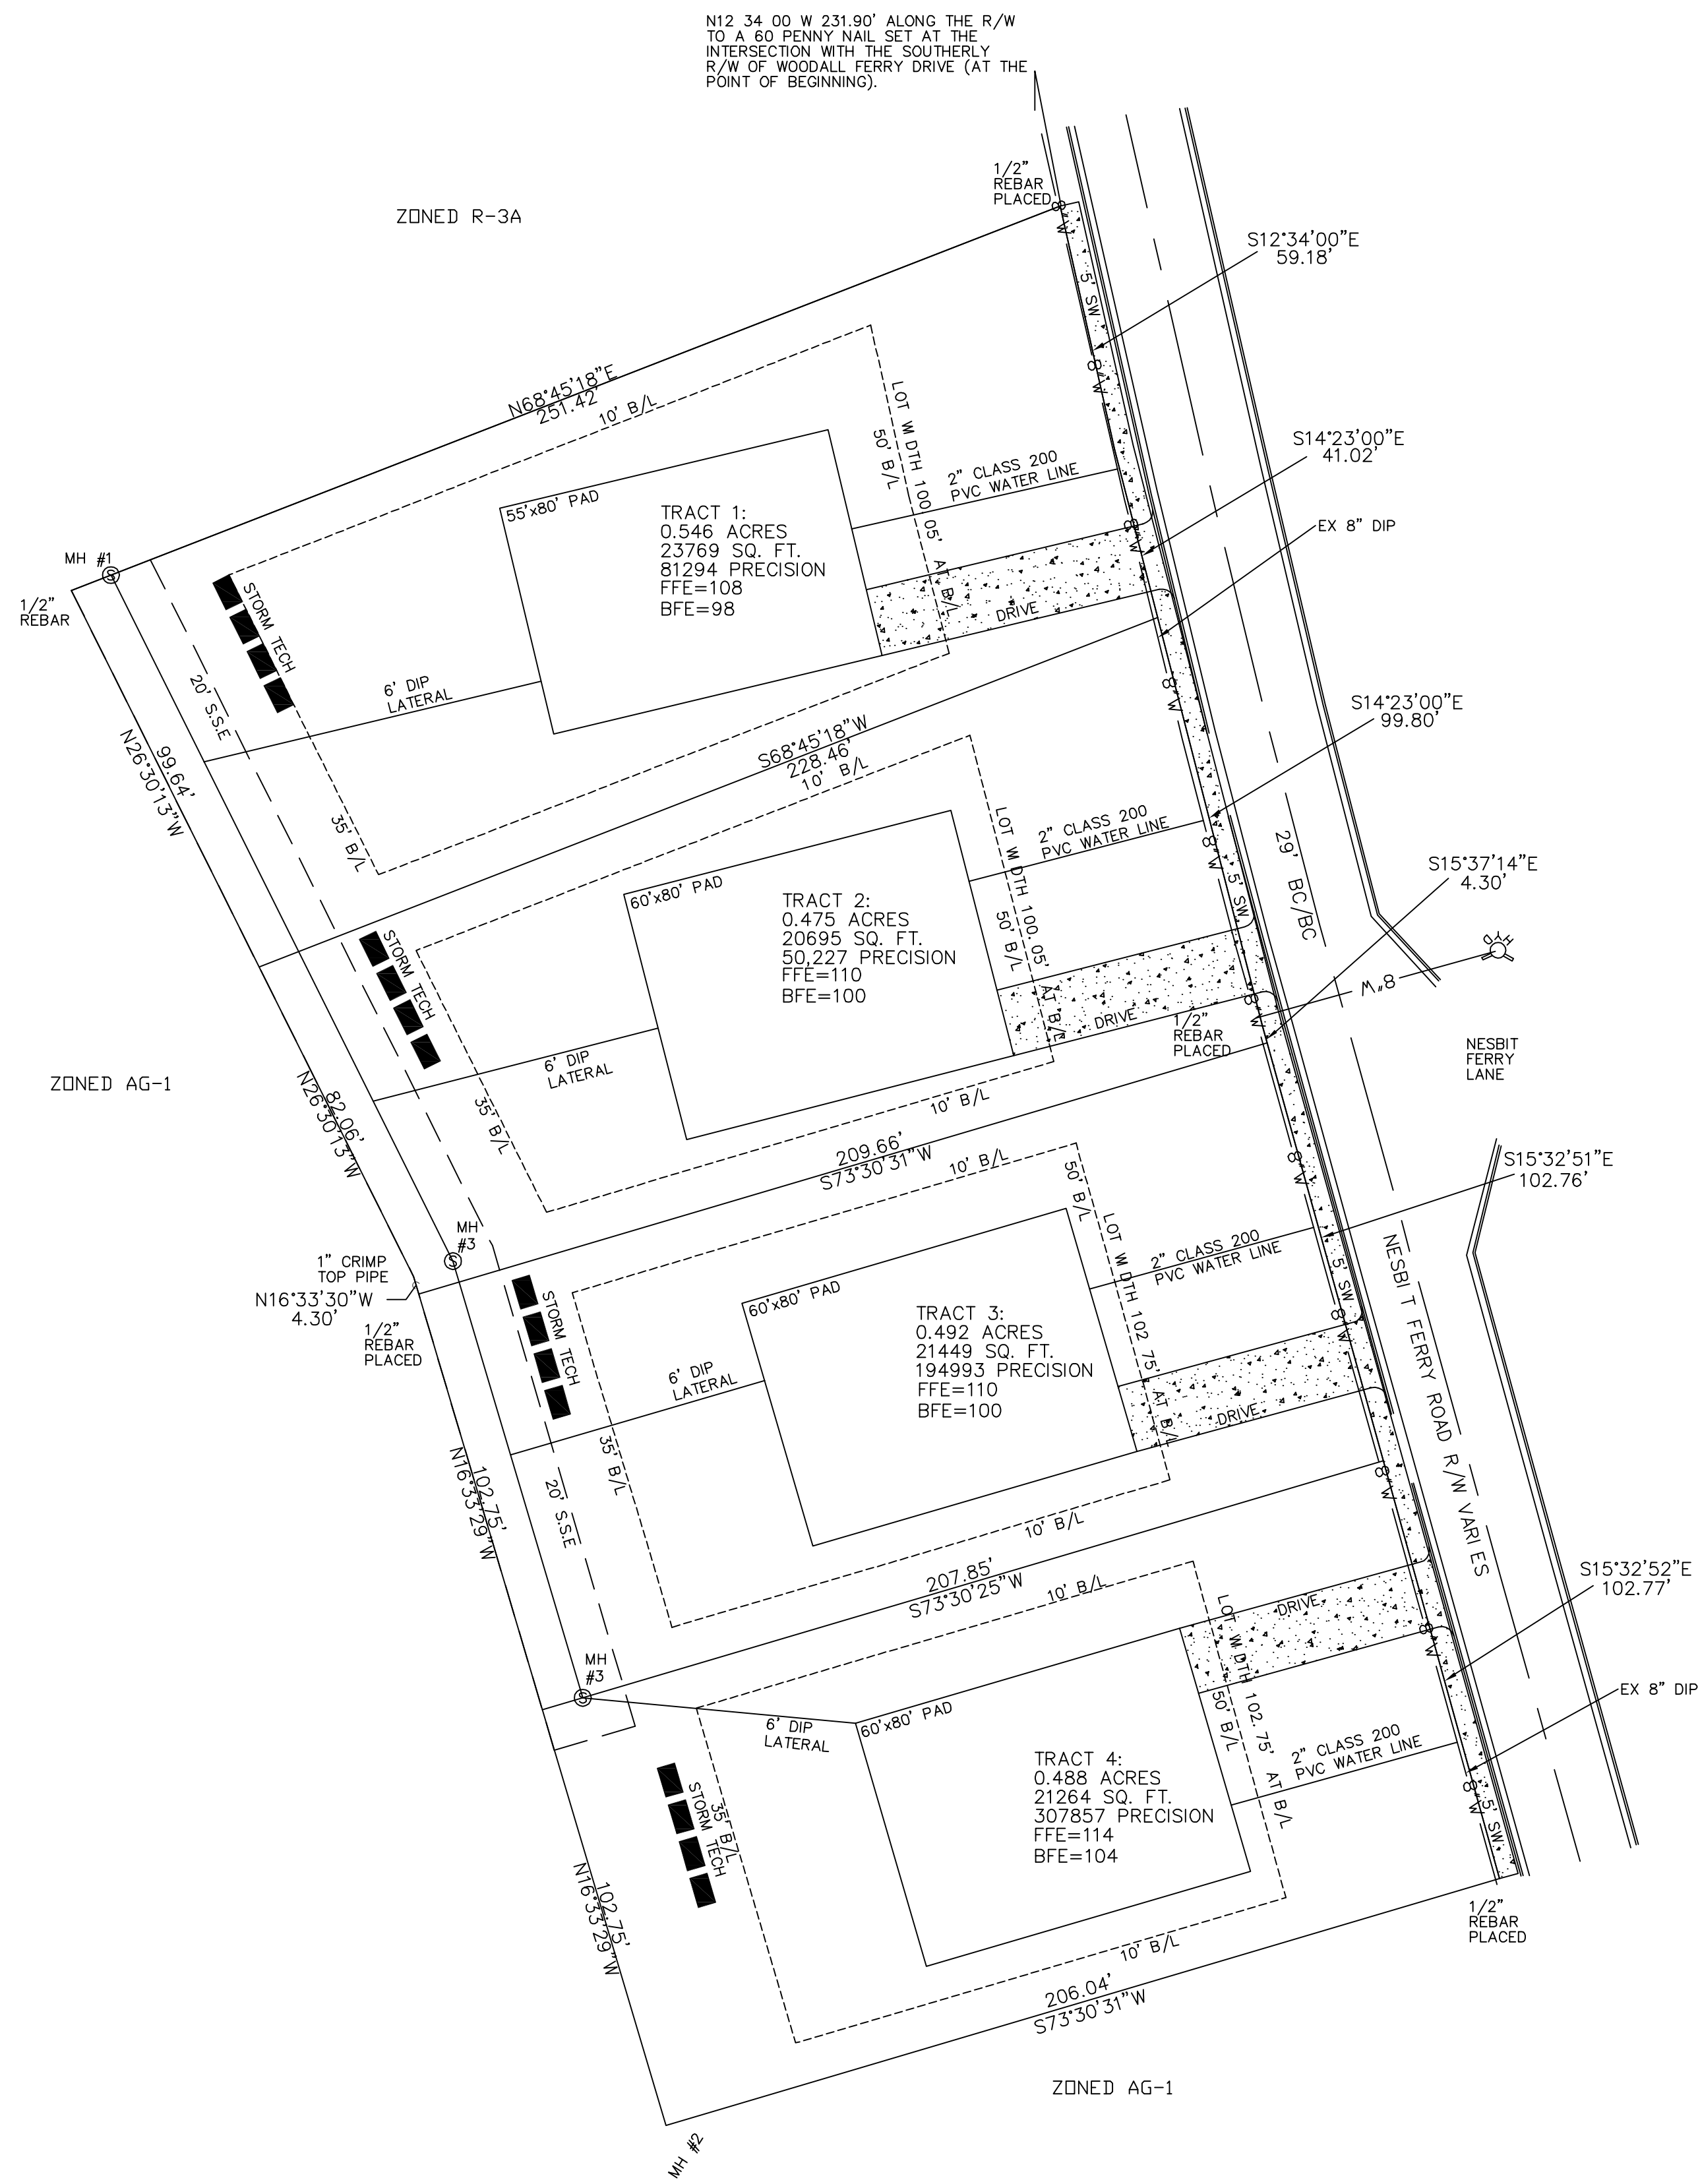 N12 34 00 W 231.90' ALONG THE R/W
TO A 60 PENNY NAIL SET AT THE
INTERSECTION WITH THE SOUTHERLY
R/W OF WOODALL FERRY DRIVE (AT THE
POINT OF BEGINNING).
1/2"
REBAR
PLACED
ZONED R-3A
8"W
5' SW
S12°34'00"E
59.18'
N68°45'18"E
251.42'
10' B/L
8"W
LOT WIDTH 100.05' AT B/L
50' B/L
S14°23'00"E
41.02'
2" CLASS 200
PVC WATER LINE
55'x80' PAD
TRACT 1:
0.546 ACRES
23769 SQ. FT.
81294 PRECISION
FFE=108
BFE=98
8"W
EX 8" DIP
MH #1
S
1/2"
REBAR
STORM TECH
DRIVE
20' S.S.E
6' DIP
LATERAL
8"W
99.64'
N26°30'13"W
S68°45'18"W
228.46'
10' B/L
S14°23'00"E
99.80'
35' B/L
2" CLASS 200
PVC WATER LINE
LOT WIDTH 100.05' AT B/L
50' B/L
8"W
29' BC/BC
5' SW
S15°37'14"E
4.30'
60'x80' PAD
TRACT 2:
0.475 ACRES
20695 SQ. FT.
50,227 PRECISION
FFE=110
BFE=100
STORM TECH
HYD
8"W
8"W
DRIVE
1/2"
REBAR
PLACED
NESBIT
FERRY
LANE
6' DIP
LATERAL
ZONED AG-1
82.06'
N26°30'13"W
35' B/L
10' B/L
209.66'
S73°30'31"W
10' B/L
50' B/L
8"W
S15°32'51"E
102.76'
MH
#3
S
1" CRIMP
TOP PIPE
N16°33'30"W
4.30'
1/2"
REBAR
PLACED
2" CLASS 200
PVC WATER LINE
LOT WIDTH 102.75' AT B/L
5' SW
NESBIT FERRY ROAD R/W VARIES
60'x80' PAD
TRACT 3:
0.492 ACRES
21449 SQ. FT.
194993 PRECISION
FFE=110
BFE=100
8"W
STORM TECH
6' DIP
LATERAL
DRIVE
35' B/L
102.75'
N16°33'29"W
20' S.S.E
8"W
10' B/L
207.85'
S73°30'25"W
10' B/L
S15°32'52"E
102.77'
DRIVE
LOT WIDTH 102.75' AT B/L
50' B/L
8"W
MH
#3
S
EX 8" DIP
6' DIP
LATERAL
60'x80' PAD
2" CLASS 200
PVC WATER LINE
TRACT 4:
0.488 ACRES
21264 SQ. FT.
307857 PRECISION
FFE=114
BFE=104
8"W
5' SW
STORM TECH
35' B/L
102.75'
N16°33'29"W
1/2"
REBAR
PLACED
10' B/L
206.04'
S73°30'31"W
ZONED AG-1
MH #2